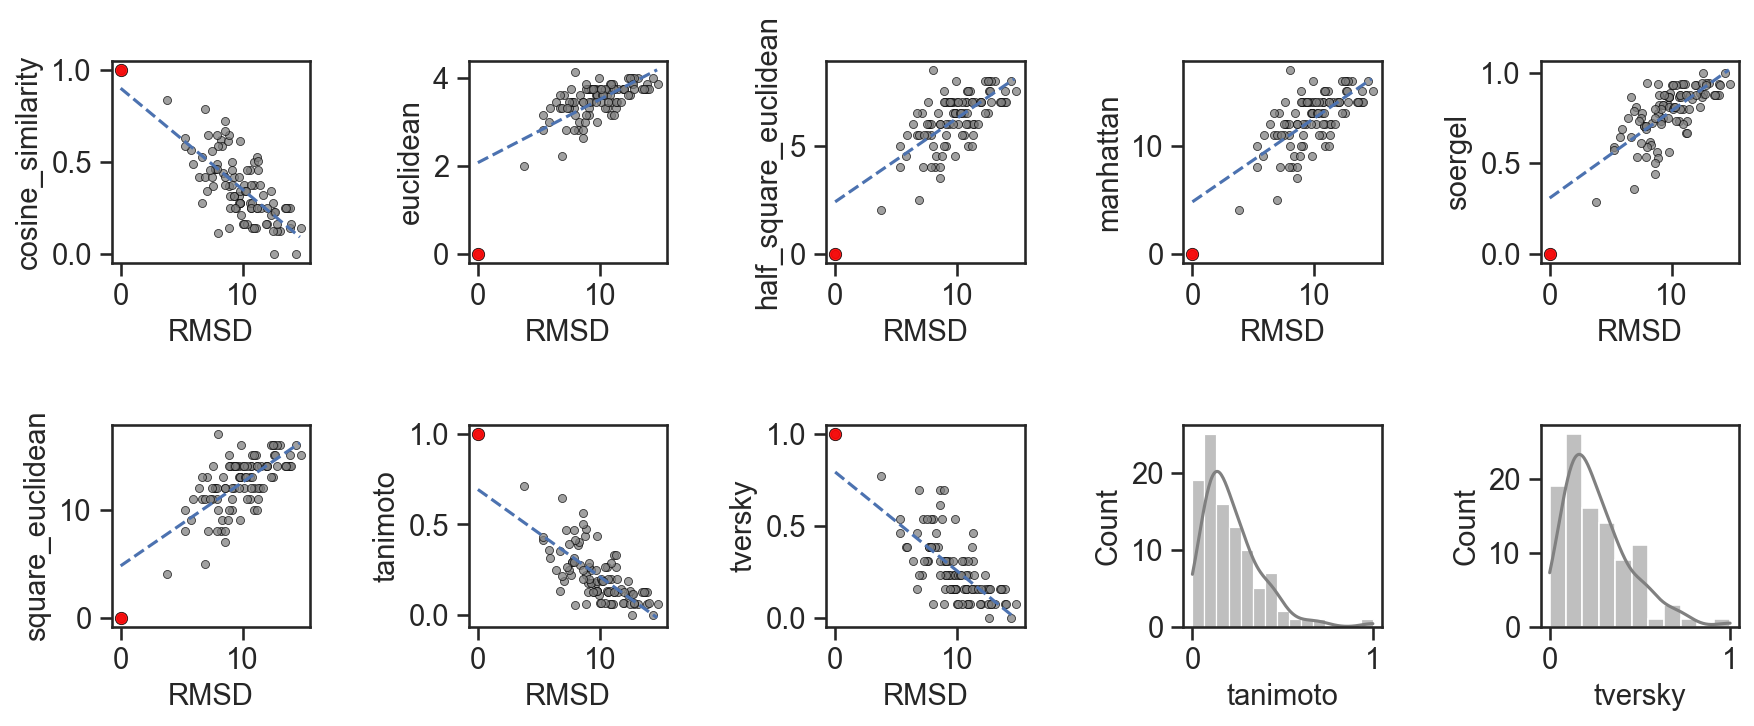 cosine_similarity
1.0
0.5
0.0
0 10
RMSD
euclidean
4
2
0
0 10
RMSD
half_square_euclidean
5
0
0 10
RMSD
manhattan
10
0
0 10
RMSD
soergel
1.0
0.5
0.0
0 10
RMSD
square_euclidean
10
0
0 10
RMSD
tanimoto
1.0
0.5
0.0
0 10
RMSD
tversky
1.0
0.5
0.0
0 10
RMSD
Count
20
10
0
0 1
tanimoto
Count
20
10
0
0 1
tversky